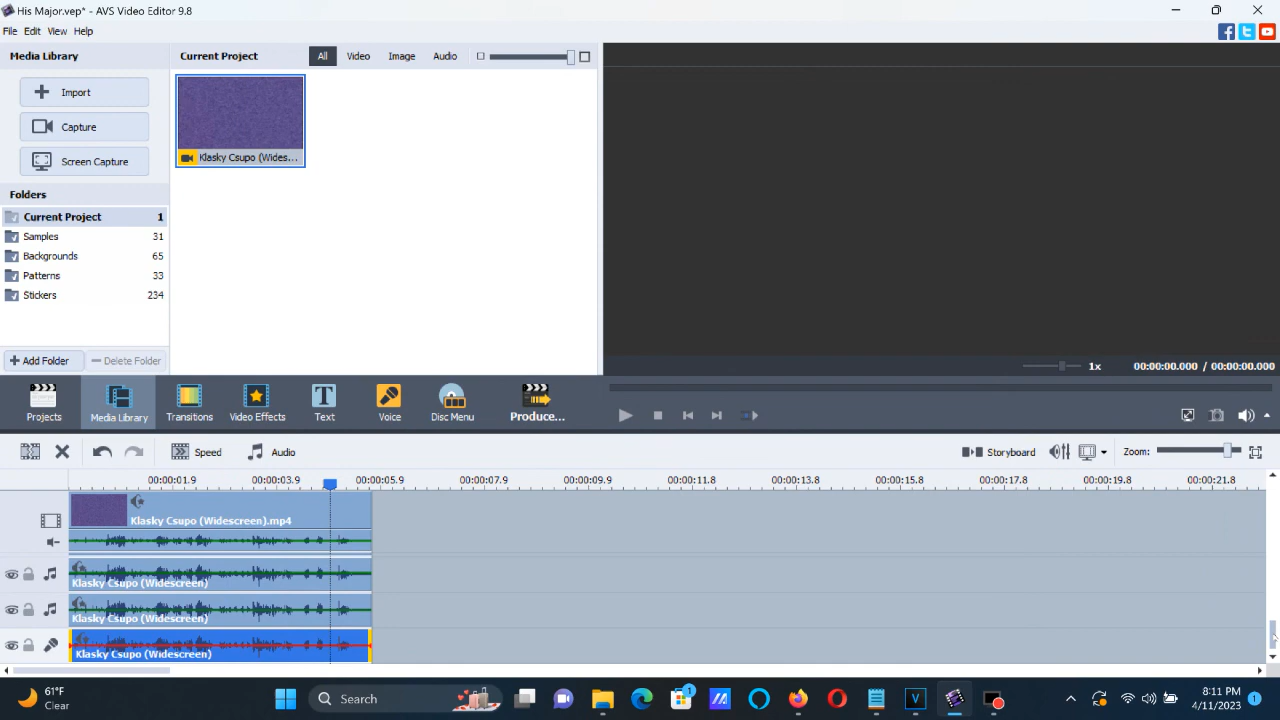 His Major.vep* - AVS Video Editor 9.8
File Edit View Help
Media Library
Import
Capture
Screen Capture
Folders
Current Project 1
Samples 31
Backgrounds 65
Patterns 33
Stickers 234
Add Folder
Delete Folder
Current Project
All Video Image Audio
Klasky Csupo (Wides...
1x 00:00:00.000 / 00:00:00.000
Projects Media Library Transitions Video Effects Text Voice Disc Menu Produce...
Speed Audio Storyboard Zoom:
00:00:01.9 00:00:03.9 00:00:05.9 00:00:07.9 00:00:09.9 00:00:11.8 00:00:13.8 00:00:15.8 00:00:17.8 00:00:19.8 00:00:21.8
Klasky Csupo (Widescreen).mp4
Klasky Csupo (Widescreen)
Klasky Csupo (Widescreen)
Klasky Csupo (Widescreen)
61°F
Clear
Search
1
8:11 PM
4/11/2023
1